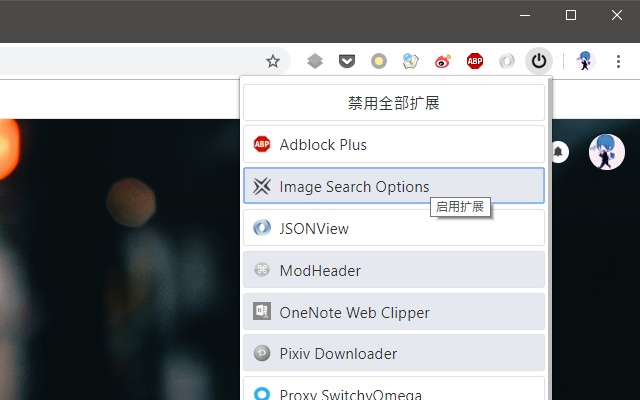 ABP
禁用全部扩展
ABP Adblock Plus
Image Search Options
启用扩展
JSONView
ModHeader
OneNote Web Clipper
Pixiv Downloader
Proxy SwitchyOmega